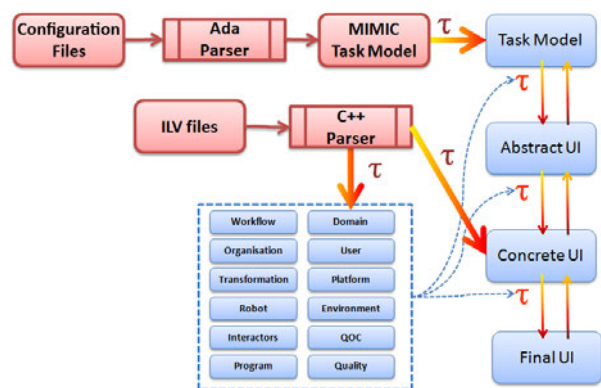 Configuration
Files
Ada
Parser
MIMIC
Task Model
τ
Task Model
τ
ILV files
C++
Parser
τ
τ
Abstract UI
τ
Workflow
Domain
Organisation
User
Transformation
Platform
Robot
Environment
Interactors
QOC
Program
Quality
Concrete UI
τ
Final UI